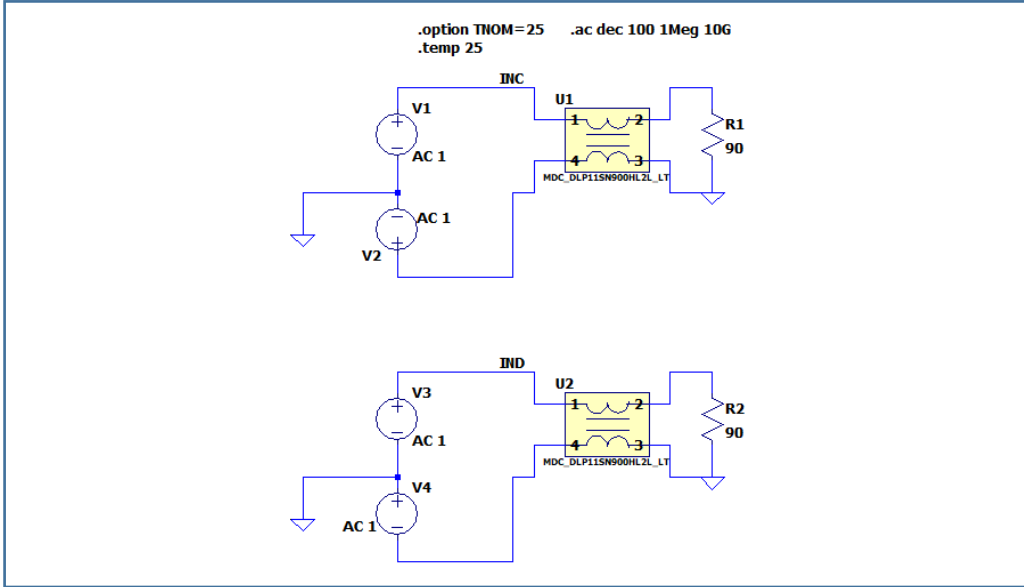 .option TNOM=25 .ac dec 100 1Meg 10G
.temp 25
INC
U1
V1
1 2
R1
+
90
−
AC 1
4 3
MDC_DLP11SN900HL2L_LT
−
AC 1
+
V2
IND
U2
V3
1 2
R2
+
90
−
AC 1
4 3
MDC_DLP11SN900HL2L_LT
V4
+
AC 1
−